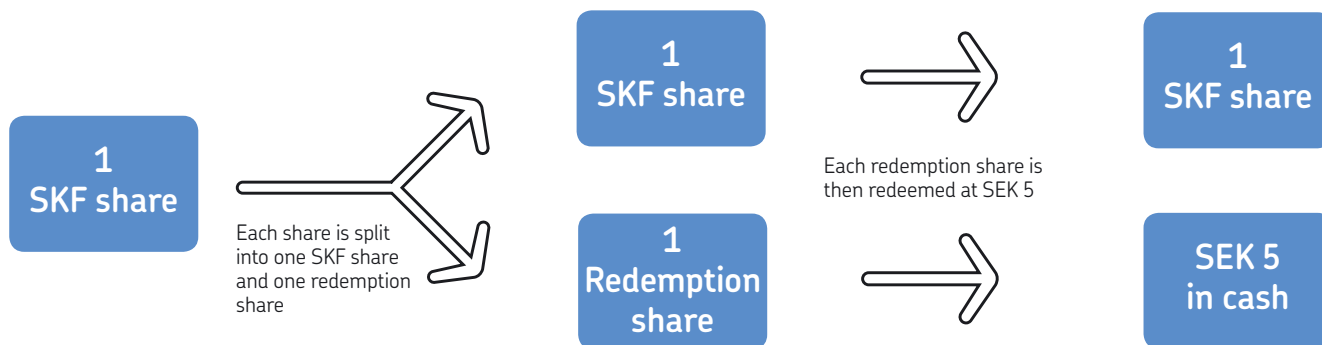 1
SKF share
Each share is split
into one SKF share
and one redemption
share
1
SKF share
1
Redemption
share
Each redemption share is
then redeemed at SEK 5
1
SKF share
SEK 5
in cash